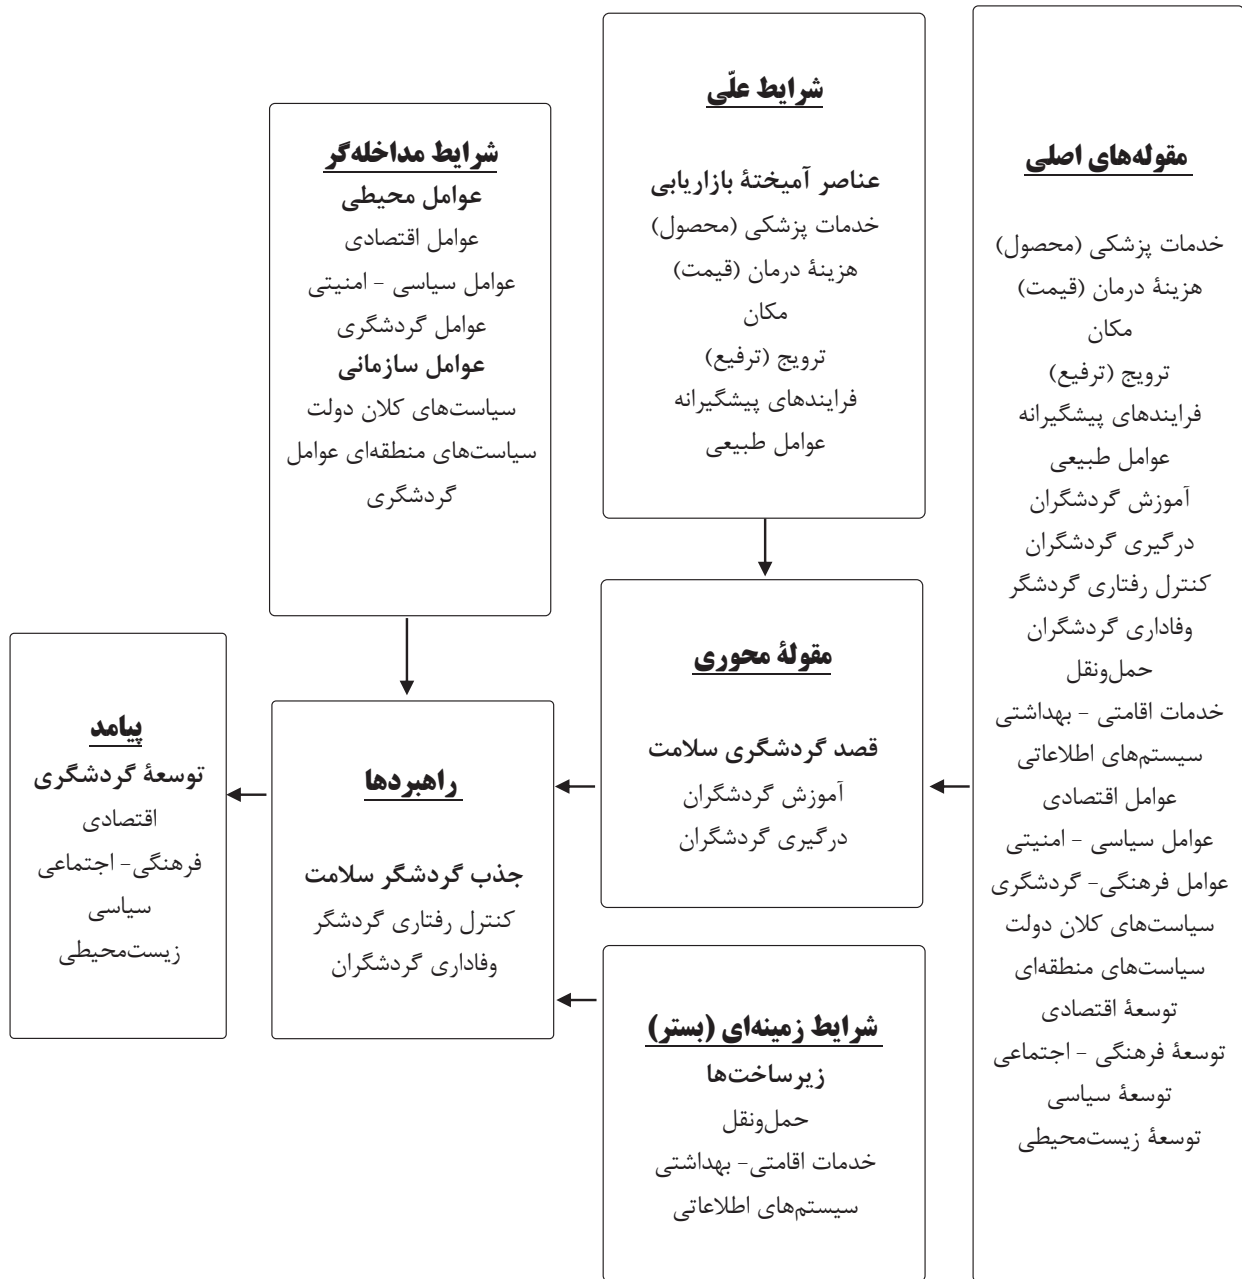 مقوله‌های اصلی
خدمات پزشکی (محصول)
هزینهٔ درمان (قیمت)
مکان
ترویج (ترفیع)
فرایندهای پیشگیرانه
عوامل طبیعی
آموزش گردشگران
درگیری گردشگران
کنترل رفتاری گردشگر
وفاداری گردشگران
حمل‌ونقل
خدمات اقامتی - بهداشتی
سیستم‌های اطلاعاتی
عوامل اقتصادی
عوامل سیاسی - امنیتی
عوامل فرهنگی- گردشگری
سیاست‌های کلان دولت
سیاست‌های منطقه‌ای
توسعهٔ اقتصادی
توسعهٔ فرهنگی - اجتماعی
توسعهٔ سیاسی
توسعهٔ زیست‌محیطی
شرایط علّی
عناصر آمیختهٔ بازاریابی
خدمات پزشکی (محصول)
هزینهٔ درمان (قیمت)
مکان
ترویج (ترفیع)
فرایندهای پیشگیرانه
عوامل طبیعی
مقولهٔ محوری
قصد گردشگری سلامت
آموزش گردشگران
درگیری گردشگران
شرایط زمینه‌ای (بستر)
زیرساخت‌ها
حمل‌ونقل
خدمات اقامتی- بهداشتی
سیستم‌های اطلاعاتی
شرایط مداخله‌گر
عوامل محیطی
عوامل اقتصادی
عوامل سیاسی - امنیتی
عوامل گردشگری
عوامل سازمانی
سیاست‌های کلان دولت
سیاست‌های منطقه‌ای عوامل
گردشگری
راهبردها
جذب گردشگر سلامت
کنترل رفتاری گردشگر
وفاداری گردشگران
پیامد
توسعهٔ گردشگری
اقتصادی
فرهنگی- اجتماعی
سیاسی
زیست‌محیطی